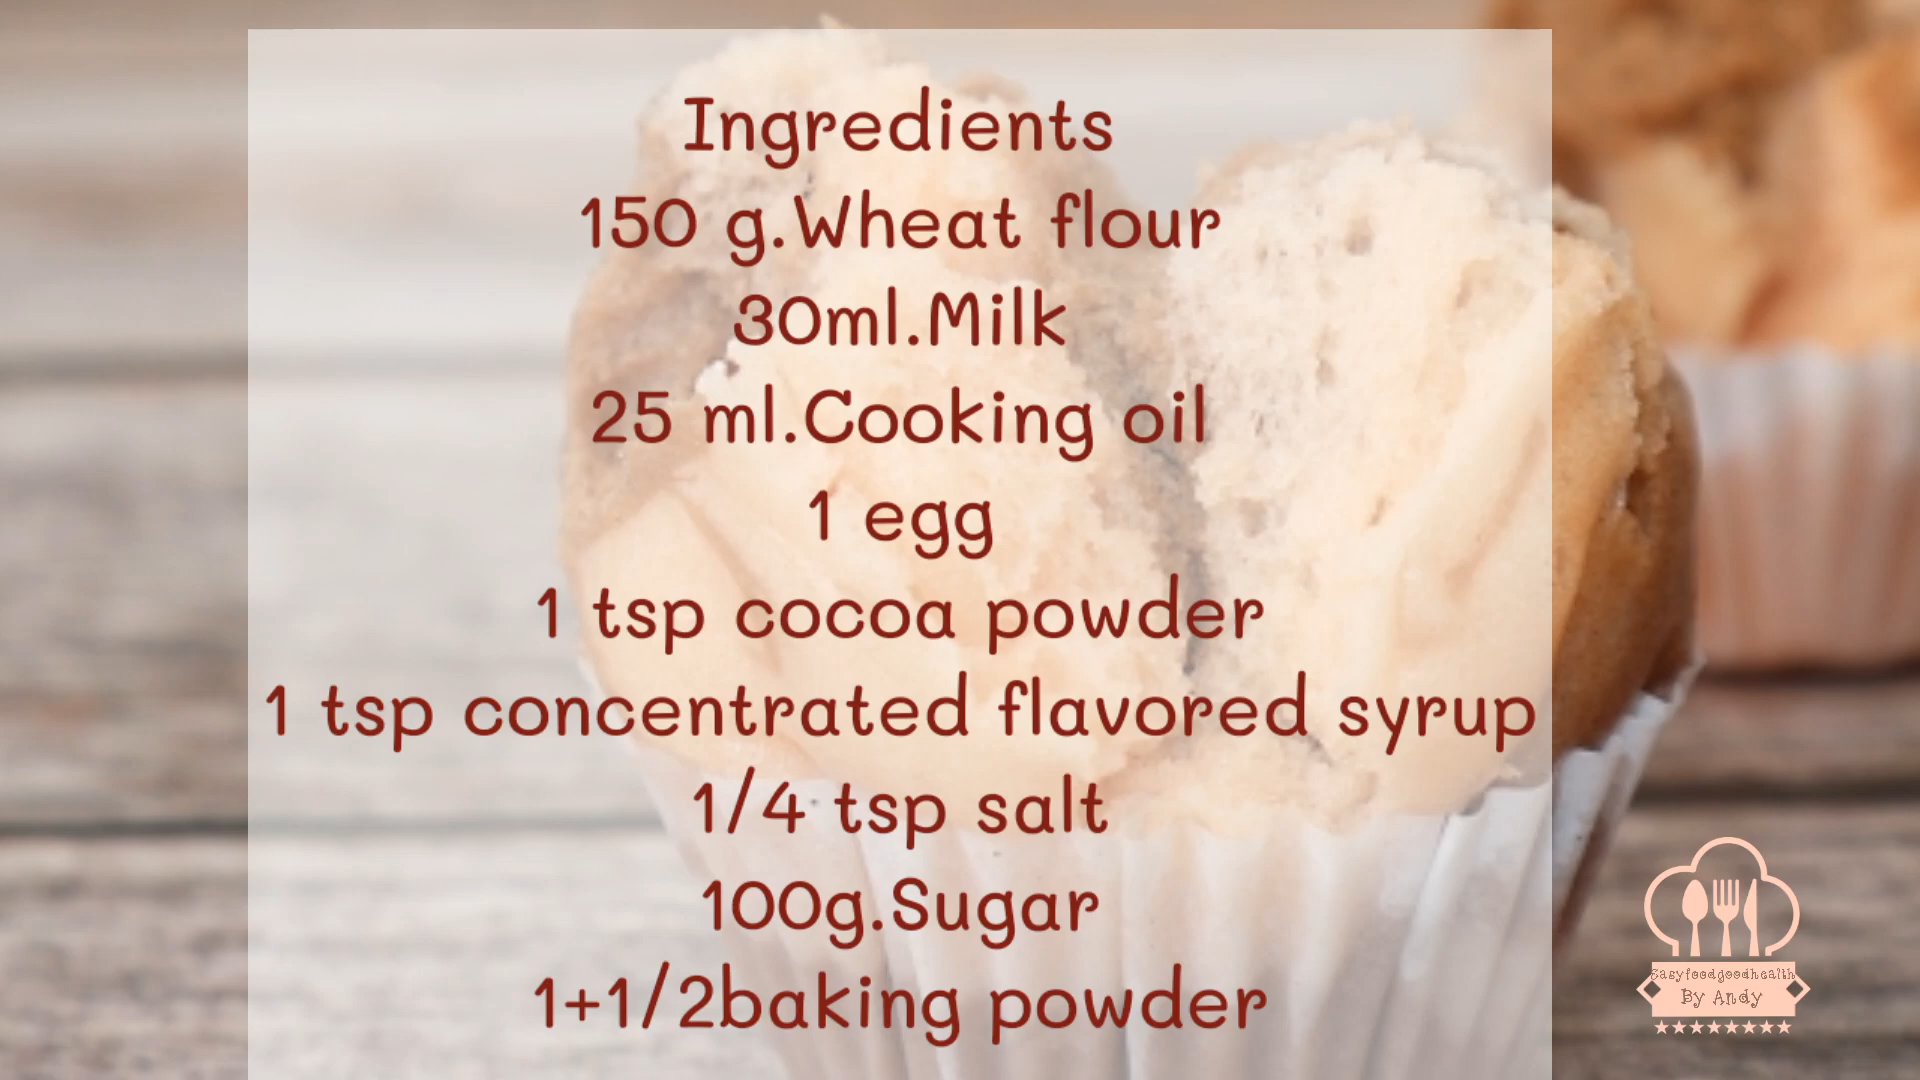 Ingredients
150 g.Wheat flour
30ml.Milk
25 ml.Cooking oil
1 egg
1 tsp cocoa powder
1 tsp concentrated flavored syrup
1/4 tsp salt
100g.Sugar
1+1/2baking powder
Easyfoodgoodhealth
By Andy